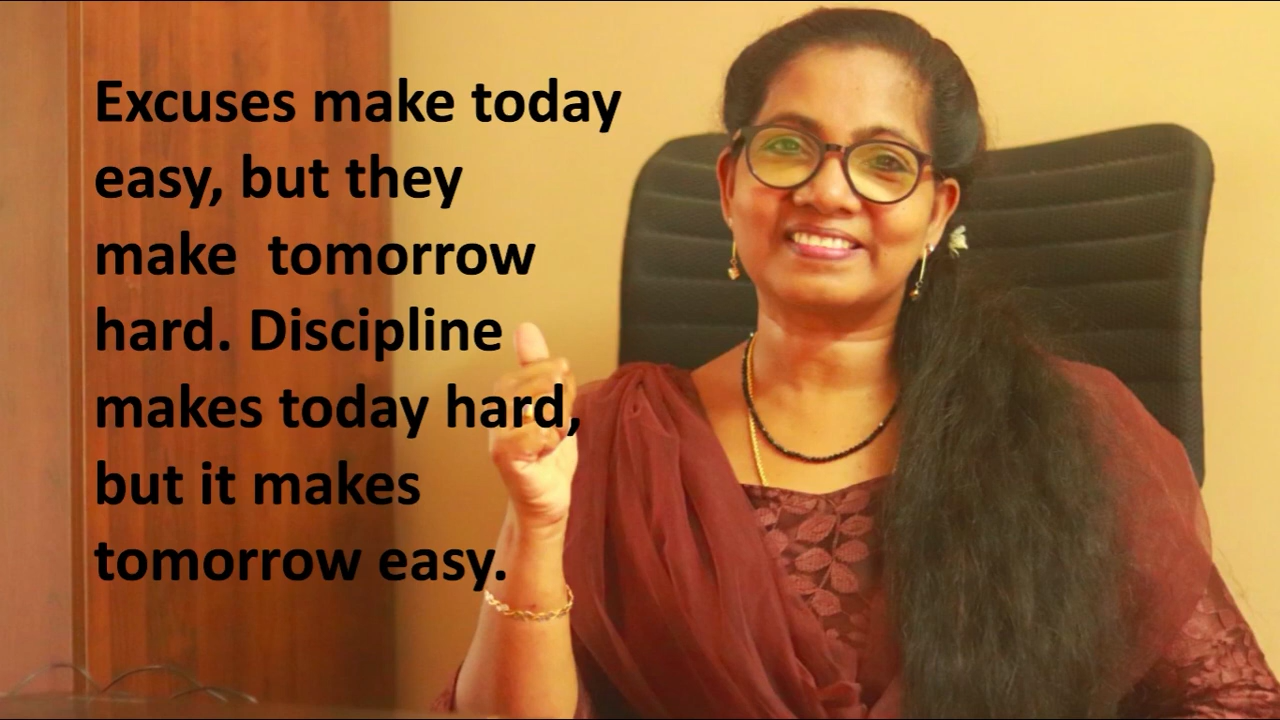 Excuses make today
easy, but they
make  tomorrow
hard. Discipline
makes today hard,
but it makes
tomorrow easy.